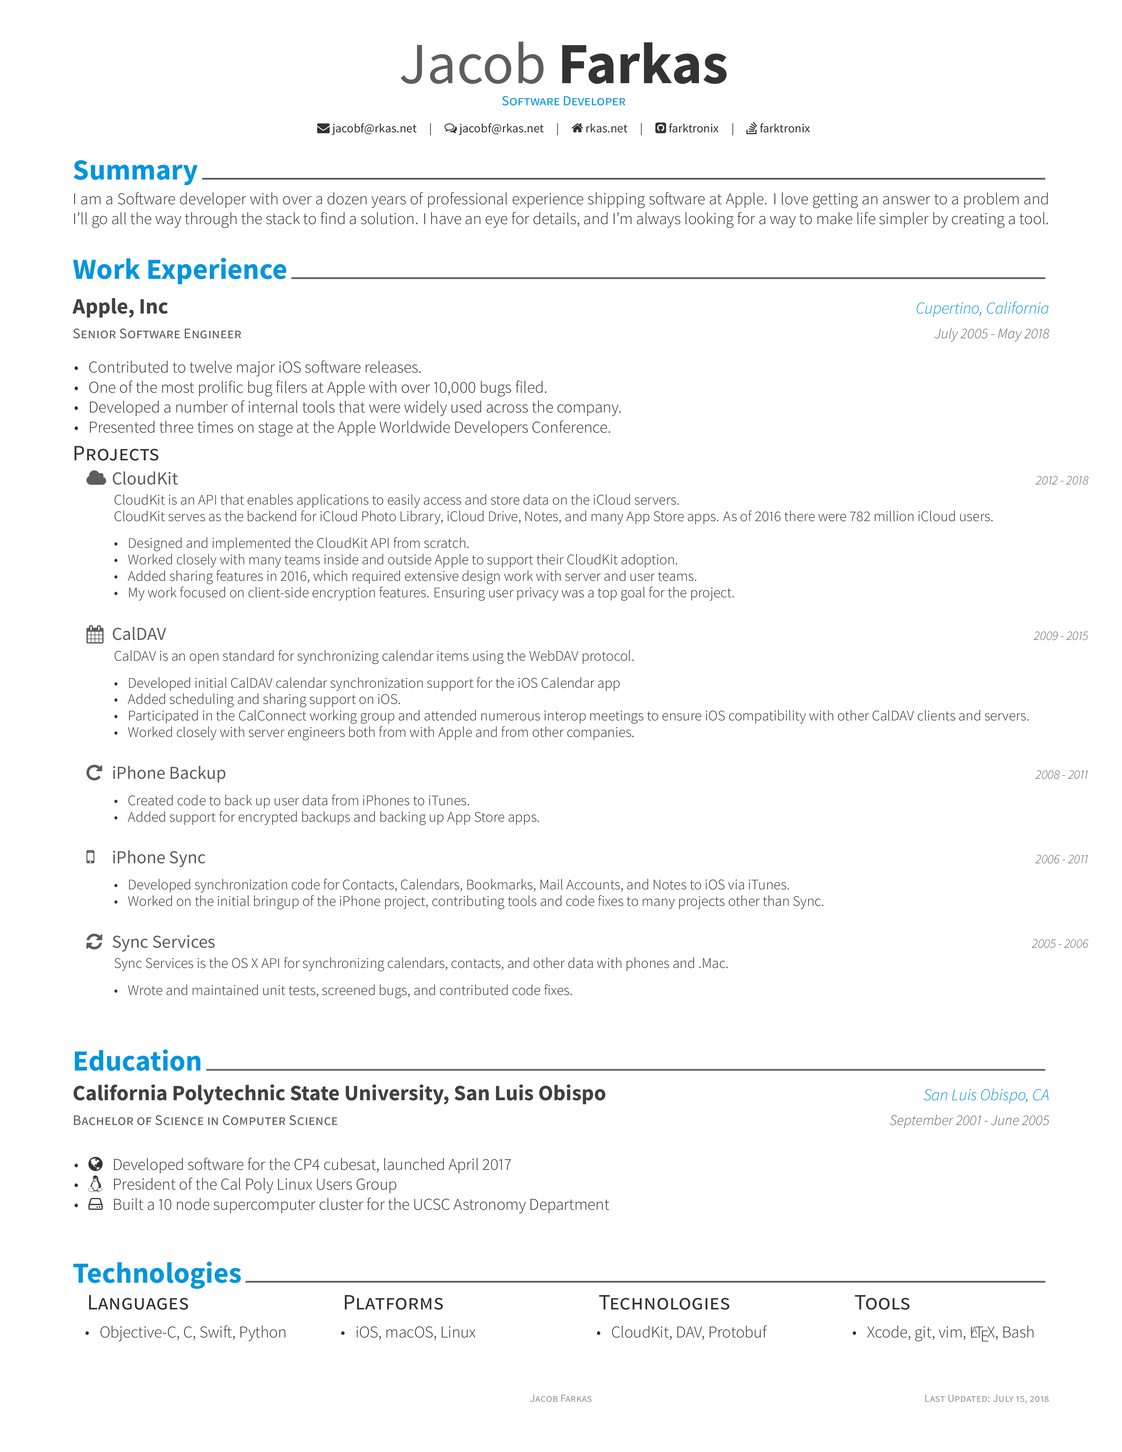 Jacob Farkas
Software Developer
jacobf@rkas.net | jacobf@rkas.net | rkas.net | farktronix | farktronix
Summary
I am a Software developer with over a dozen years of professional experience shipping software at Apple. I love getting an answer to a problem and
I'll go all the way through the stack to find a solution. I have an eye for details, and I'm always looking for a way to make life simpler by creating a tool.
Work Experience
Apple, Inc Cupertino, California
Senior Software Engineer July 2005 - May 2018
• Contributed to twelve major iOS software releases.
• One of the most prolific bug filers at Apple with over 10,000 bugs filed.
• Developed a number of internal tools that were widely used across the company.
• Presented three times on stage at the Apple Worldwide Developers Conference.
Projects
CloudKit 2012 - 2018
CloudKit is an API that enables applications to easily access and store data on the iCloud servers.
CloudKit serves as the backend for iCloud Photo Library, iCloud Drive, Notes, and many App Store apps. As of 2016 there were 782 million iCloud users.
• Designed and implemented the CloudKit API from scratch.
• Worked closely with many teams inside and outside Apple to support their CloudKit adoption.
• Added sharing features in 2016, which required extensive design work with server and user teams.
• My work focused on client-side encryption features. Ensuring user privacy was a top goal for the project.
CalDAV 2009 - 2015
CalDAV is an open standard for synchronizing calendar items using the WebDAV protocol.
• Developed initial CalDAV calendar synchronization support for the iOS Calendar app
• Added scheduling and sharing support on iOS.
• Participated in the CalConnect working group and attended numerous interop meetings to ensure iOS compatibility with other CalDAV clients and servers.
• Worked closely with server engineers both from with Apple and from other companies.
iPhone Backup 2008 - 2011
• Created code to back up user data from iPhones to iTunes.
• Added support for encrypted backups and backing up App Store apps.
iPhone Sync 2006 - 2011
• Developed synchronization code for Contacts, Calendars, Bookmarks, Mail Accounts, and Notes to iOS via iTunes.
• Worked on the initial bringup of the iPhone project, contributing tools and code fixes to many projects other than Sync.
Sync Services 2005 - 2006
Sync Services is the OS X API for synchronizing calendars, contacts, and other data with phones and .Mac.
• Wrote and maintained unit tests, screened bugs, and contributed code fixes.
Education
California Polytechnic State University, San Luis Obispo San Luis Obispo, CA
Bachelor of Science in Computer Science September 2001 - June 2005
• Developed software for the CP4 cubesat, launched April 2017
• President of the Cal Poly Linux Users Group
• Built a 10 node supercomputer cluster for the UCSC Astronomy Department
Technologies
Languages Platforms Technologies Tools
• Objective-C, C, Swift, Python • iOS, macOS, Linux • CloudKit, DAV, Protobuf • Xcode, git, vim, LATEX, Bash
Jacob Farkas Last Updated: July 15, 2018